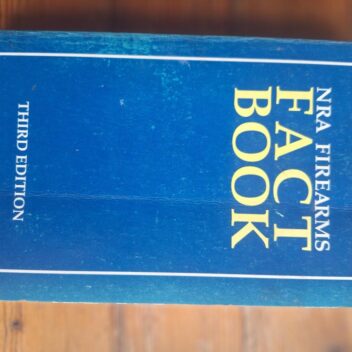 NRA FIREARMS
FACT
BOOK
THIRD EDITION